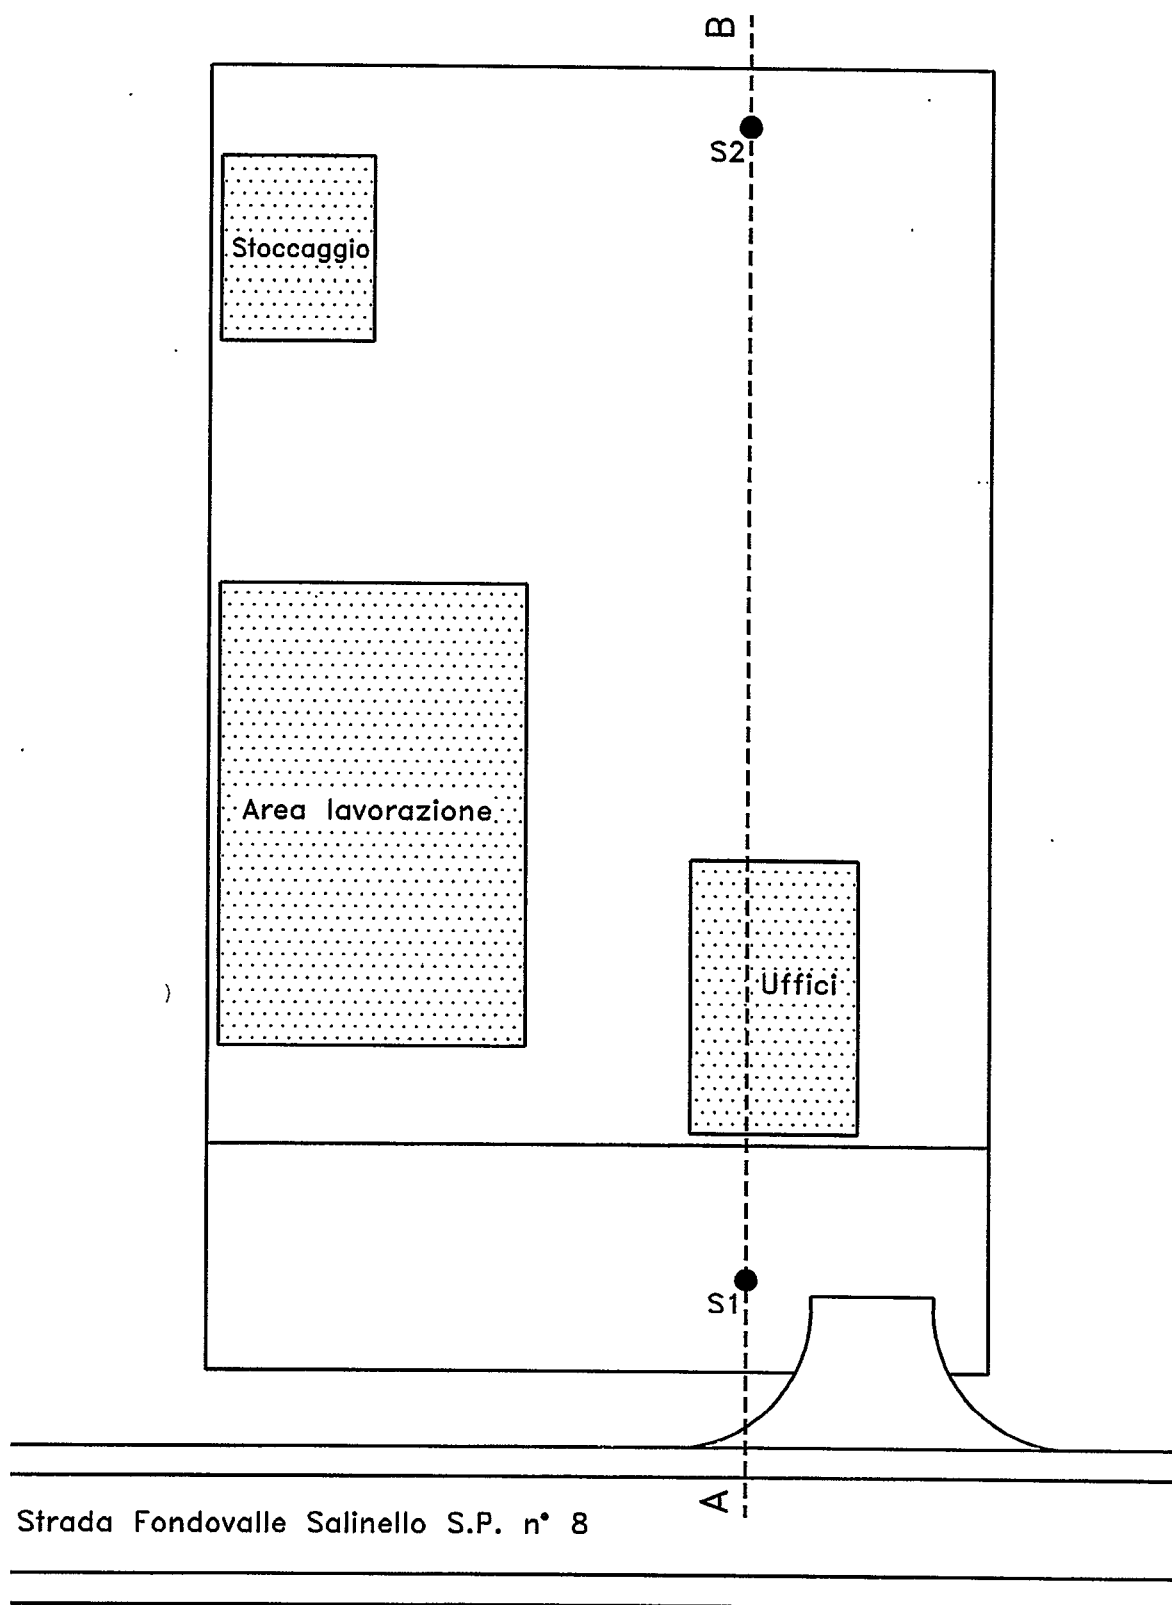 B
S2
Stoccaggio
Area lavorazione
Uffici
S1
A
Strada Fondovalle Salinello S.P. n° 8